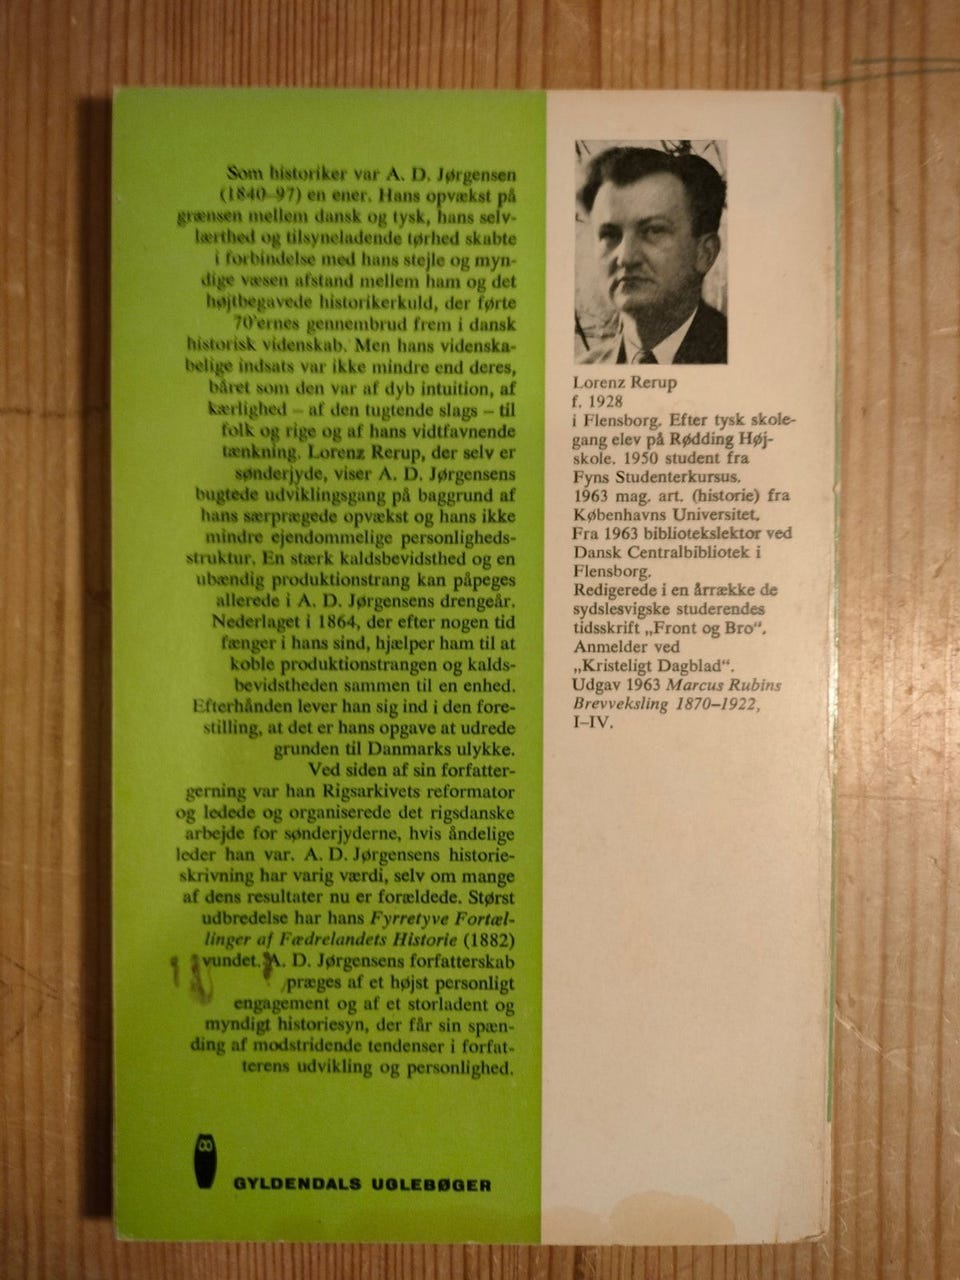 Som historiker var A. D. Jørgensen
(1840-97) en ener. Hans opvækst på
grænsen mellem dansk og tysk, hans selv-
lærthed og tilsyneladende tørhed skabte
i forbindelse med hans stejle og myn-
dige væsen afstand mellem ham og det
højtbegavede historikerkuld, der førte
70'ernes gennembrud frem i dansk
historisk videnskab. Men hans videnska-
belige indsats var ikke mindre end deres,
båret som den var af dyb intuition, af
kærlighed – af den tugtende slags – til
folk og rige og af hans vidtfavnende
tænkning. Lorenz Rerup, der selv er
sønderjyde, viser A. D. Jørgensens
bugtede udviklingsgang på baggrund af
hans særprægede opvækst og hans ikke
mindre ejendommelige personligheds-
struktur. En stærk kaldsbevidsthed og en
ubændig produktionstrang kan påpeges
allerede i A. D. Jørgensens drengeår.
Nederlaget i 1864, der efter nogen tid
fænger i hans sind, hjælper ham til at
koble produktionstrangen og kalds-
bevidstheden sammen til en enhed.
Efterhånden lever han sig ind i den fore-
stilling, at det er hans opgave at udrede
grunden til Danmarks ulykke.
Ved siden af sin forfatter-
gerning var han Rigsarkivets reformator
og ledede og organiserede det rigsdanske
arbejde for sønderjyderne, hvis åndelige
leder han var. A. D. Jørgensens historie-
skrivning har varig værdi, selv om mange
af dens resultater nu er forældede. Størst
udbredelse har hans Fyrretyve Fortæl-
linger af Fædrelandets Historie (1882)
vundet. A. D. Jørgensens forfatterskab
præges af et højst personligt
engagement og af et storladent og
myndigt historiesyn, der får sin spæn-
ding af modstridende tendenser i forfat-
terens udvikling og personlighed.
GYLDENDALS UGLEBØGER
Lorenz Rerup
f. 1928
i Flensborg. Efter tysk skole-
gang elev på Rødding Høj-
skole. 1950 student fra
Fyns Studenterkursus.
1963 mag. art. (historie) fra
Københavns Universitet.
Fra 1963 bibliotekslektor ved
Dansk Centralbibliotek i
Flensborg.
Redigerede i en årrække de
sydslesvigske studerendes
tidsskrift „Front og Bro“.
Anmelder ved
„Kristeligt Dagblad“.
Udgav 1963 Marcus Rubins
Brevveksling 1870–1922,
I–IV.